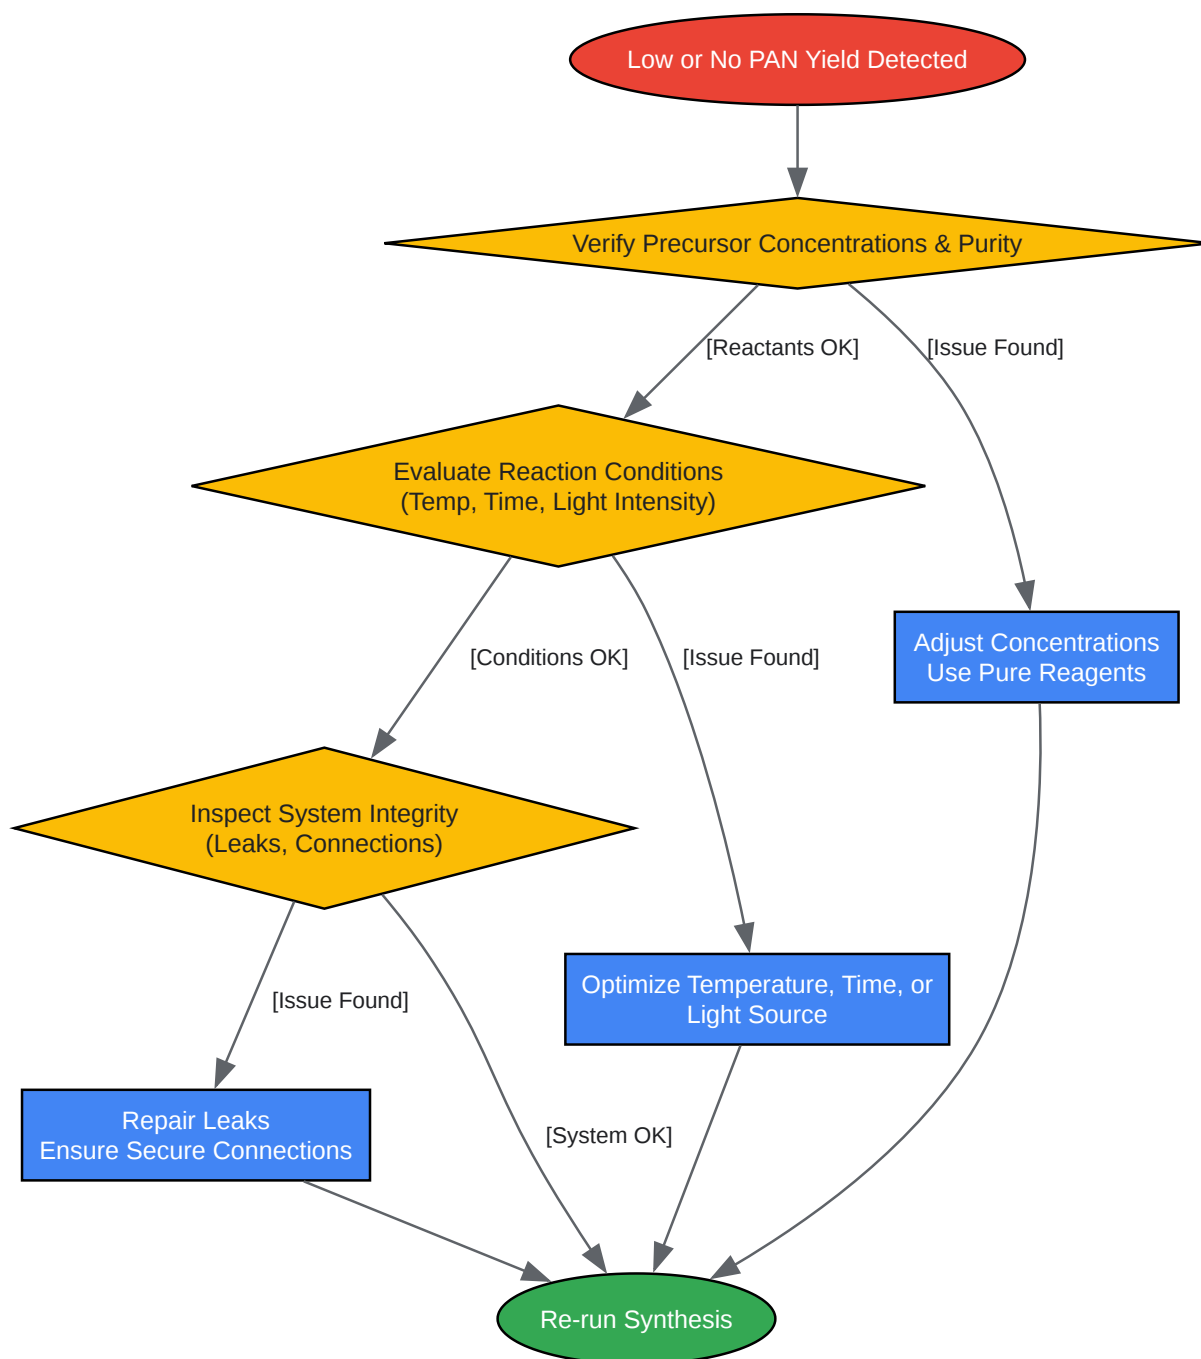 Low or No PAN Yield Detected
Verify Precursor Concentrations & Purity
[Reactants OK]
[Issue Found]
Evaluate Reaction Conditions
(Temp, Time, Light Intensity)
[Conditions OK]
[Issue Found]
Adjust Concentrations
Use Pure Reagents
Inspect System Integrity
(Leaks, Connections)
[Issue Found]
Optimize Temperature, Time, or
Light Source
Repair Leaks
Ensure Secure Connections
[System OK]
Re-run Synthesis